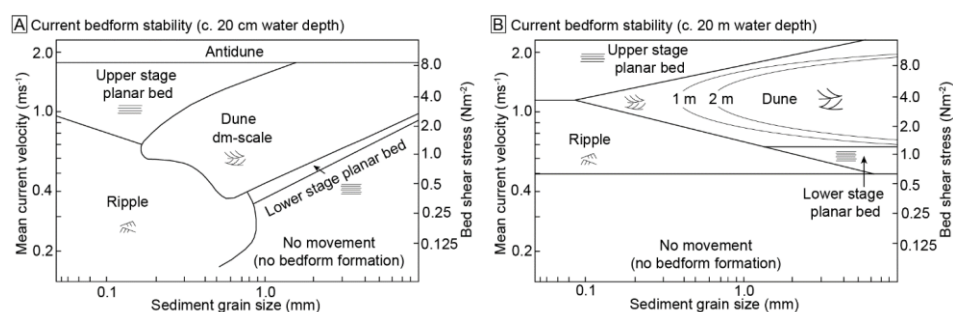 A Current bedform stability (c. 20 cm water depth)
2.0
1.0
0.4
0.2
Mean current velocity (ms-1)
Antidune
Upper stage
planar bed
Dune
dm-scale
Ripple
Lower stage planar bed
No movement
(no bedform formation)
8.0
4.0
2.0
1.0
0.5
0.25
0.125
Bed shear stress (Nm-2)
0.1
1.0
Sediment grain size (mm)
B Current bedform stability (c. 20 m water depth)
2.0
1.0
0.4
0.2
Mean current velocity (ms-1)
Upper stage
planar bed
1 m 2 m Dune
Ripple
Lower stage
planar bed
No movement
(no bedform formation)
8.0
4.0
2.0
1.0
0.5
0.25
0.125
Bed shear stress (Nm-2)
0.1
1.0
Sediment grain size (mm)